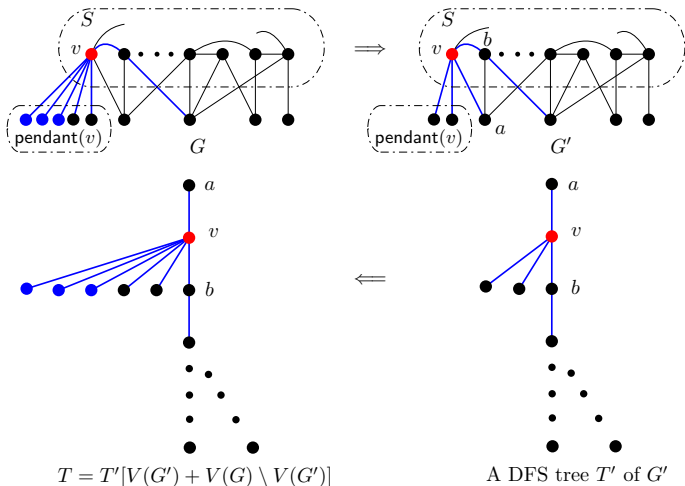 S
v
⟹
S
v
b
pendant(v)
G
pendant(v)
a
G′
a
v
b
⟸
a
v
b
T = T′[V(G′) + V(G) \ V(G′)]
A DFS tree T′ of G′